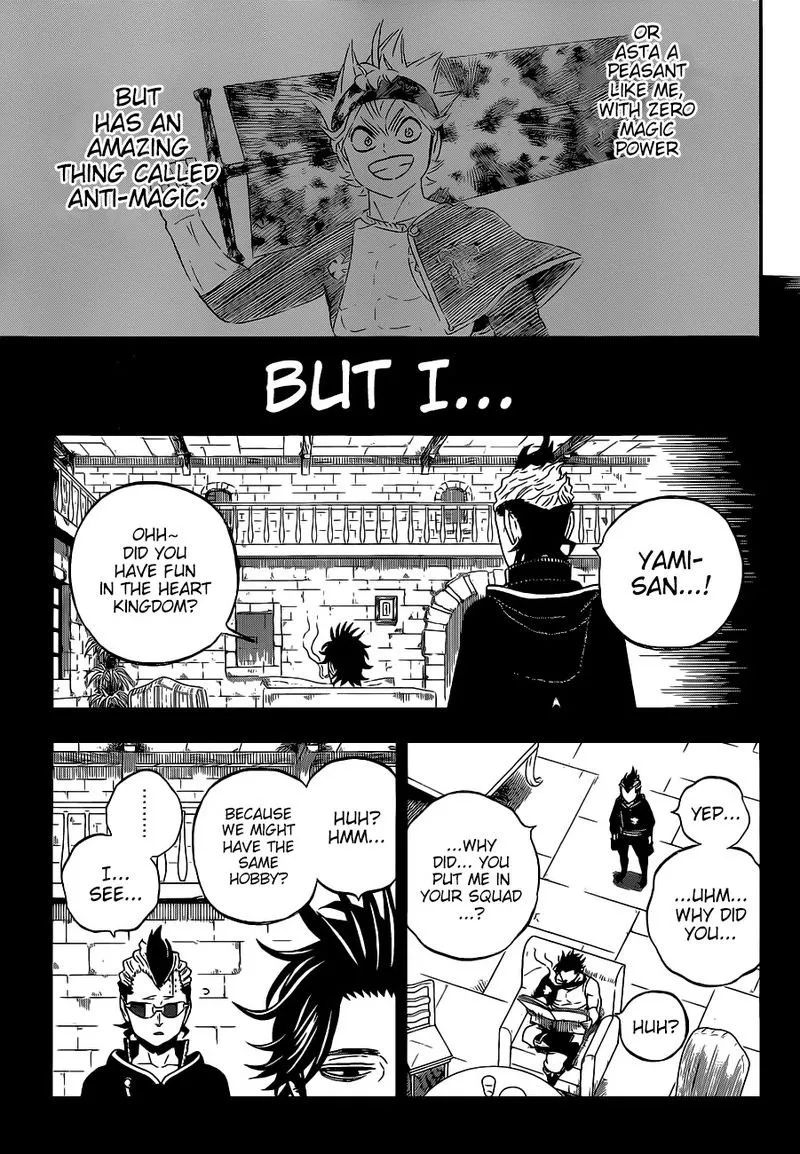 OR
ASTA A
PEASANT
LIKE ME,
WITH ZERO
MAGIC
POWER
BUT
HAS AN
AMAZING
THING CALLED
ANTI-MAGIC.
BUT I...
YAMI-
SAN...!
OHH~
DID YOU
HAVE FUN
IN THE HEART
KINGDOM?
YEP...
...UHM...
WHY DID
YOU...
...WHY
DID... YOU
PUT ME IN
YOUR SQUAD
...?
HUH?
HUH?
HMM...
BECAUSE
WE MIGHT
HAVE THE
SAME
HOBBY?
........
I...
SEE...